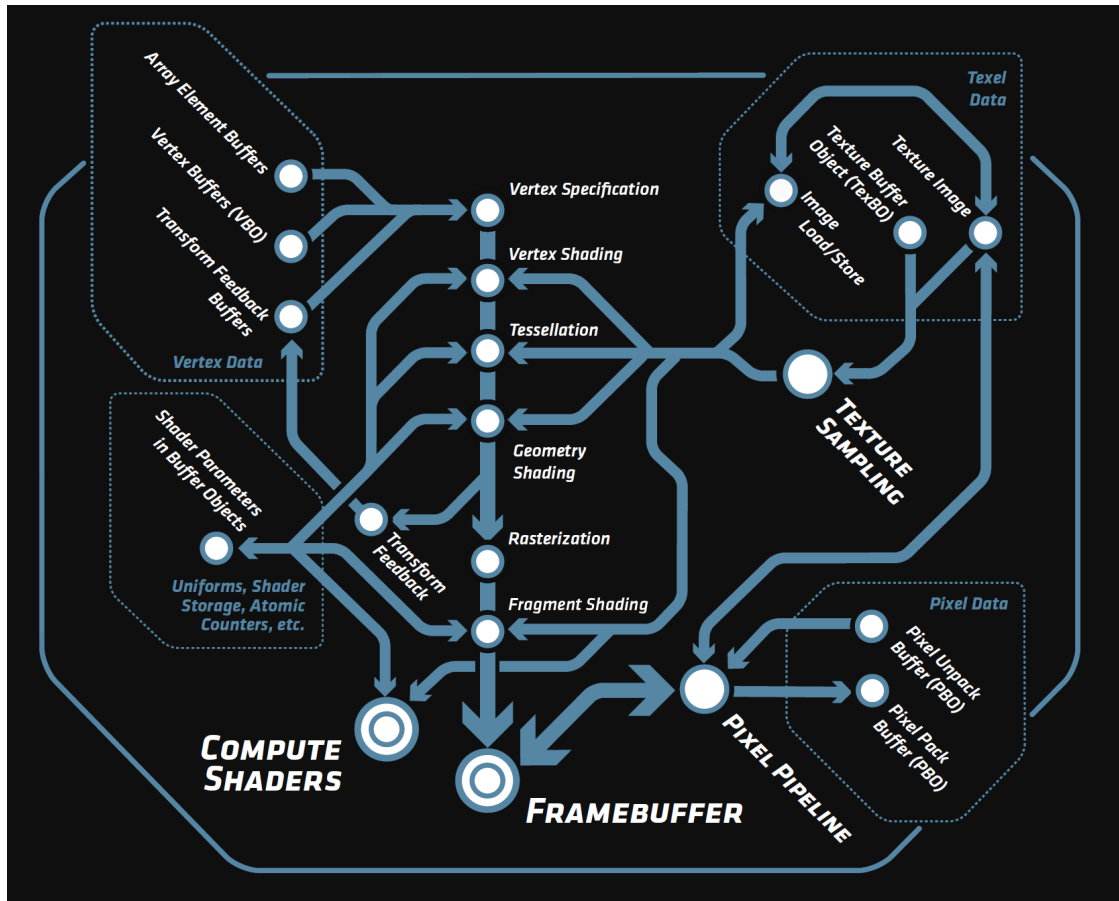 Array Element Buffers
Vertex Buffers (VBO)
Transform Feedback
Buffers
Vertex Data
Shader Parameters
in Buffer Objects
Uniforms, Shader
Storage, Atomic
Counters, etc.
Vertex Specification
Vertex Shading
Tessellation
Geometry
Shading
Transform
Feedback
Rasterization
Fragment Shading
Texel
Data
Texture Image
Texture Buffer
Object (TexBO)
Image
Load/Store
TEXTURE
SAMPLING
Pixel Data
Pixel Unpack
Buffer (PBO)
Pixel Pack
Buffer (PBO)
PIXEL PIPELINE
COMPUTE
SHADERS
FRAMEBUFFER